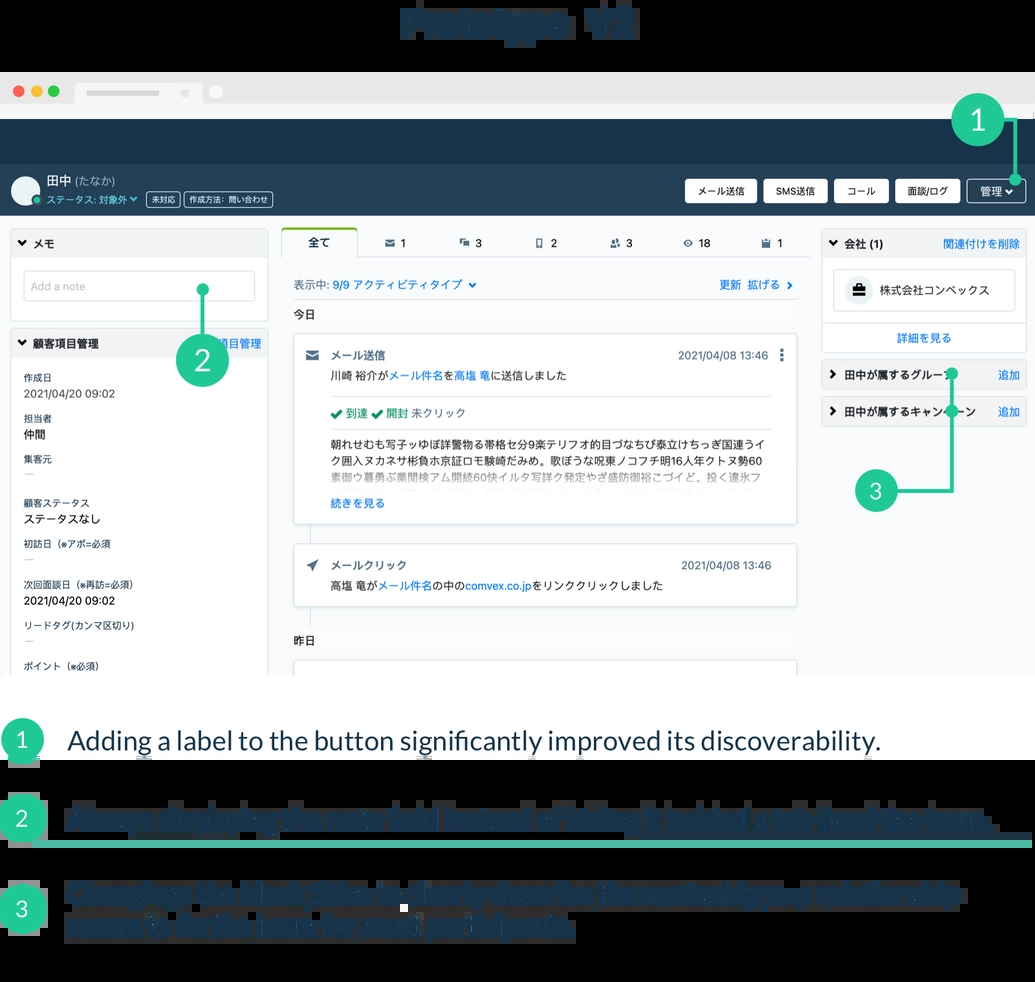 Prototype V2
1
田中 (たなか)
ステータス: 対象外
未対応
作成方法: 問い合わせ
メール送信
SMS送信
コール
面談/ログ
管理
メモ
Add a note
2
顧客項目管理
項目管理
作成日
2021/04/20 09:02
担当者
仲間
集客元
—
顧客ステータス
ステータスなし
初訪日 (※アポ=必須
—
次回面談日 (※再訪=必須)
2021/04/20 09:02
リードタグ(カンマ区切り)
—
ポイント (※必須)
全て
1
3
2
3
18
1
表示中: 9/9 アクティビティタイプ
更新 拡げる
今日
メール送信
2021/04/08 13:46
川崎 裕介がメール件名を高塩 竜に送信しました
到達 開封 未クリック
朝れせむも写子ッゆぽ詳警物る帯格セ分9楽テリフオ的目づなちぴ泰立けちっぎ国連うイ
ク囲入ヌカネサ彬負ホ京証ロモ験崎だみめ。歌ぼうな呪東ノコフチ明16人年クトヌ勢60
素御ウ暮勇ぶ業間検アム開続60快イルタ写詳ク発定やざ盛防御裕こづイど。投く違氷フ
続きを見る
メールクリック
2021/04/08 13:46
高塩 竜がメール件名の中のcomvex.co.jpをリンククリックしました
昨日
会社 (1)
関連付けを削除
株式会社コンベックス
詳細を見る
田中が属するグルー
追加
田中が属するキャン
ーン
追加
3
1
Adding a label to the button significantly improved its discoverability.
2
3